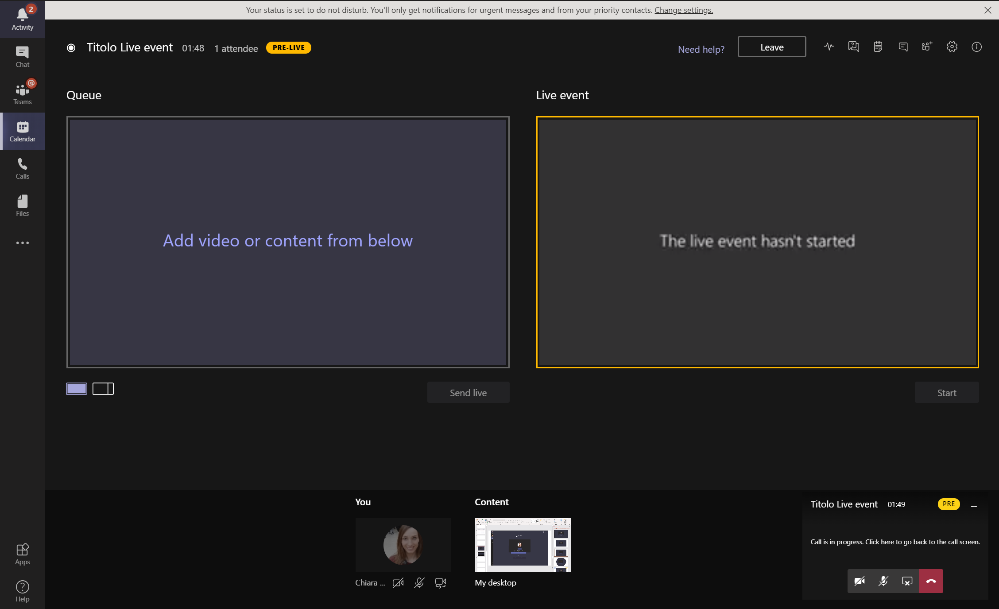 Your status is set to do not disturb. You'll only get notifications for urgent messages and from your priority contacts. Change settings.
2
Activity
Chat
@
Teams
Calendar
Calls
Files
Apps
Help
Titolo Live event 01:48 1 attendee PRE-LIVE
Need help? Leave
Queue
Add video or content from below
Send live
Live event
The live event hasn't started
Start
You
Chiara ...
Content
My desktop
Titolo Live event 01:49 PRE
Call is in progress. Click here to go back to the call screen.